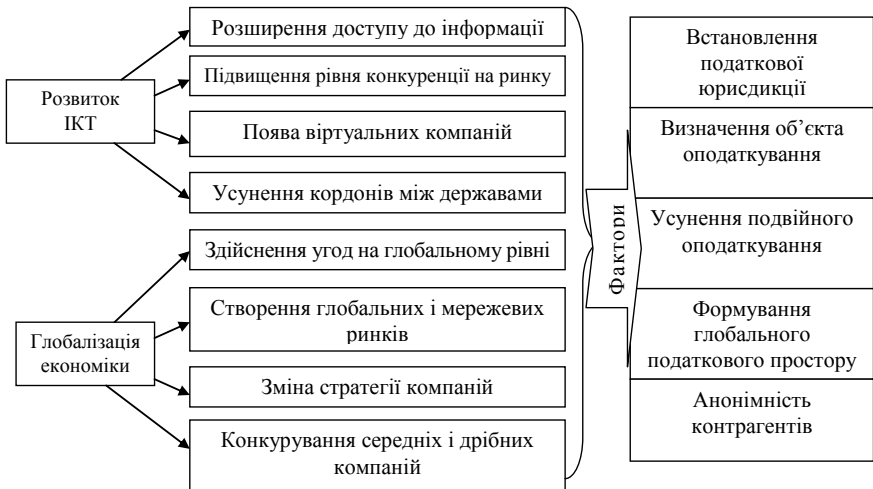 Розвиток
ІКТ
Розширення доступу до інформації
Підвищення рівня конкуренції на ринку
Поява віртуальних компаній
Усунення кордонів між державами
Глобалізація
економіки
Здійснення угод на глобальному рівні
Створення глобальних і мережевих
ринків
Зміна стратегії компаній
Конкурування середніх і дрібних
компаній
Фактори
Встановлення
податкової
юрисдикції
Визначення об’єкта
оподаткування
Усунення подвійного
оподаткування
Формування
глобального
податкового простору
Анонімність
контрагентів